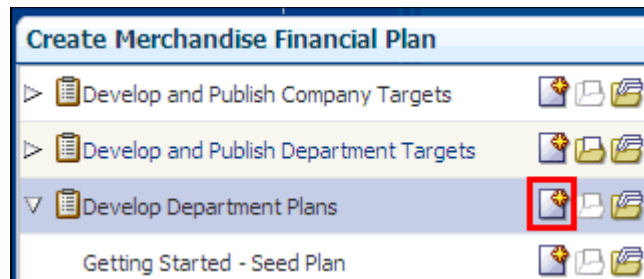 Create Merchandise Financial Plan
Develop and Publish Company Targets
Develop and Publish Department Targets
Develop Department Plans
Getting Started - Seed Plan